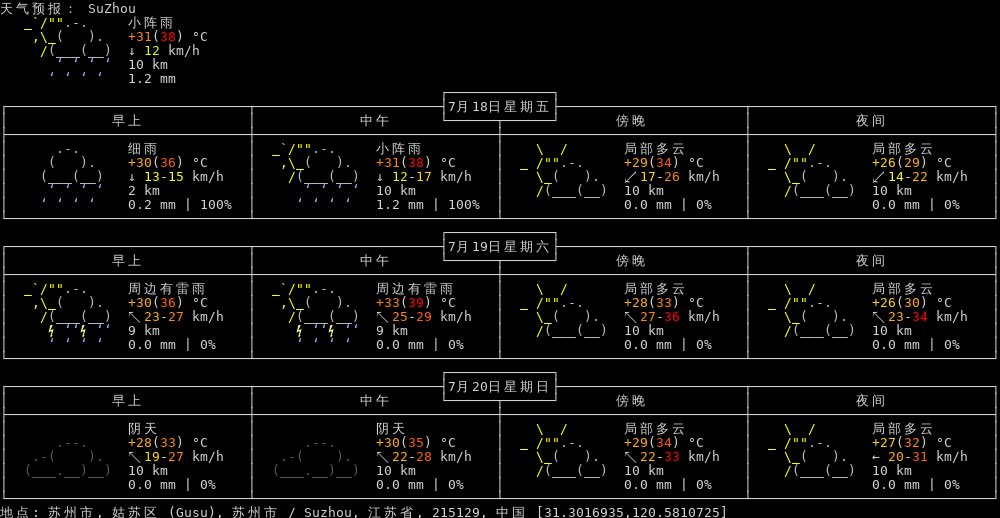 天气预报： SuZhou
小阵雨
+31(38) °C
↓ 12 km/h
10 km
1.2 mm
7月18日星期五
早上 中午 傍晚 夜间
细雨 小阵雨 局部多云 局部多云
+30(36) °C +31(38) °C +29(34) °C +26(29) °C
↓ 13-15 km/h ↓ 12-17 km/h ↙ 17-26 km/h ↙ 14-22 km/h
2 km 10 km 10 km 10 km
0.2 mm | 100% 1.2 mm | 100% 0.0 mm | 0% 0.0 mm | 0%
7月19日星期六
早上 中午 傍晚 夜间
周边有雷雨 周边有雷雨 局部多云 局部多云
+30(36) °C +33(39) °C +28(33) °C +26(30) °C
↖ 23-27 km/h ↖ 25-29 km/h ↖ 27-36 km/h ↖ 23-34 km/h
9 km 9 km 10 km 10 km
0.0 mm | 0% 0.0 mm | 0% 0.0 mm | 0% 0.0 mm | 0%
7月20日星期日
早上 中午 傍晚 夜间
阴天 阴天 局部多云 局部多云
+28(33) °C +30(35) °C +29(34) °C +27(32) °C
↖ 19-27 km/h ↖ 22-28 km/h ↖ 22-33 km/h ← 20-31 km/h
10 km 10 km 10 km 10 km
0.0 mm | 0% 0.0 mm | 0% 0.0 mm | 0% 0.0 mm | 0%
地点: 苏州市, 姑苏区 (Gusu), 苏州市 / Suzhou, 江苏省, 215129, 中国 [31.3016935,120.5810725]